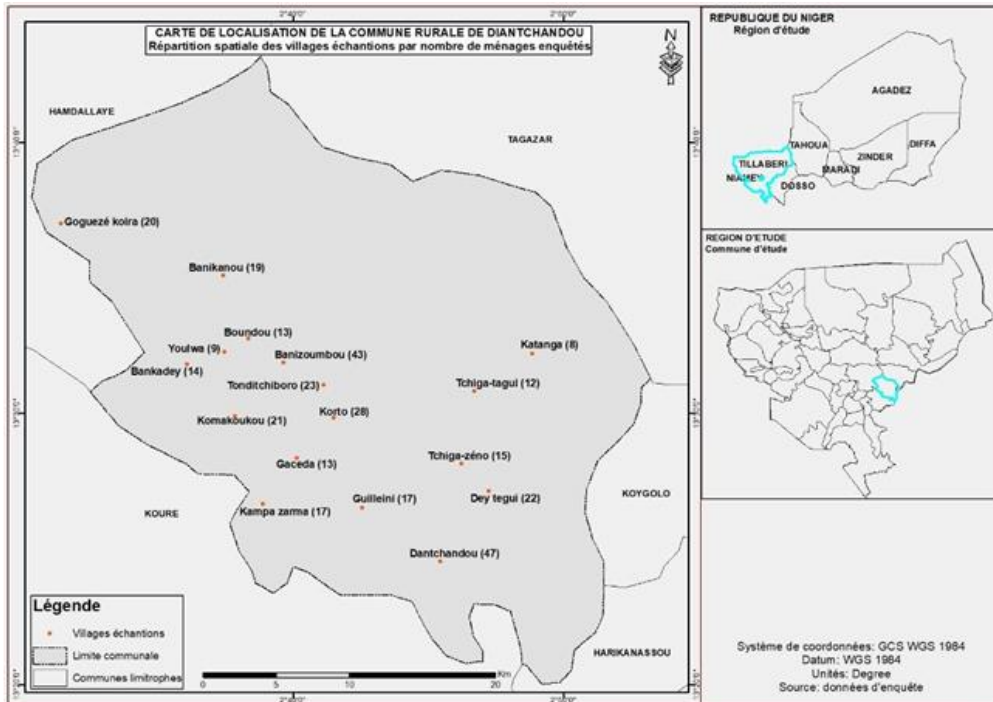 CARTE DE LOCALISATION DE LA COMMUNE RURALE DE DIANTCHANDOU
Répartition spatiale des villages échantions par nombre de ménages enquêtés
N
HAMDALLAYE
TAGAZAR
Goguezé koira (20)
Banikanou (19)
Boundou (13)
Youlwa (9)
Banizoumbou (43)
Katanga (8)
Bankadey (14)
Tonditchiboro (23)
Tchiga-tagui (12)
Komakoukou (21)
Korto (28)
Gaceda (13)
Tchiga-zéno (15)
Guilleini (17)
Dey tegui (22)
KOYGOLO
KOURE
Kampa zarma (17)
Dantchandou (47)
HARIKANASSOU
Légende
Villages échantions
Limite communale
Communes limitrophes
Km
0 5 10 20
2°40'0"
REPUBLIQUE DU NIGER
Région d'étude
AGADEZ
TAHOUA
DIFFA
ZINDER
TILLABERI
MARADI
NIAMEY
DOSSO
REGION D'ETUDE
Commune d'étude
Système de coordonnées: GCS WGS 1984
Datum: WGS 1984
Unités: Degree
Source: données d'enquête